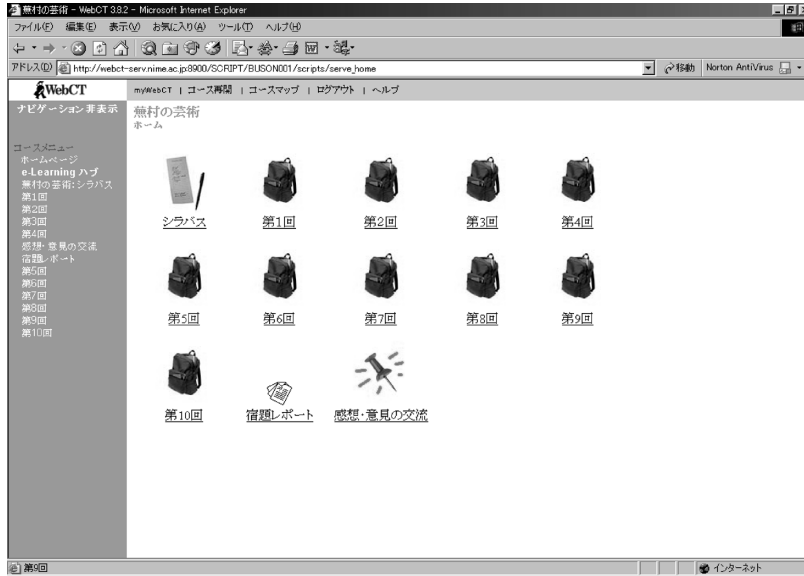 蕪村の芸術 - WebCT 3.8.2 - Microsoft Internet Explorer
ファイル(F) 編集(E) 表示(V) お気に入り(A) ツール(T) ヘルプ(H)
アドレス(D) http://webct-serv.nime.ac.jp:8900/SCRIPT/BUSON001/scripts/serve_home 移動 Norton AntiVirus
WebCT myWebCT | コース再開 | コースマップ | ログアウト | ヘルプ
ナビゲーション非表示
蕪村の芸術
ホーム
コースメニュー
ホームページ
e-Learning ハブ
蕪村の芸術:シラバス
第1回
第2回
第3回
第4回
感想・意見の交流
宿題レポート
第5回
第6回
第7回
第8回
第9回
第10回
シラバス 第1回 第2回 第3回 第4回
第5回 第6回 第7回 第8回 第9回
第10回 宿題レポート 感想・意見の交流
第9回 インターネット